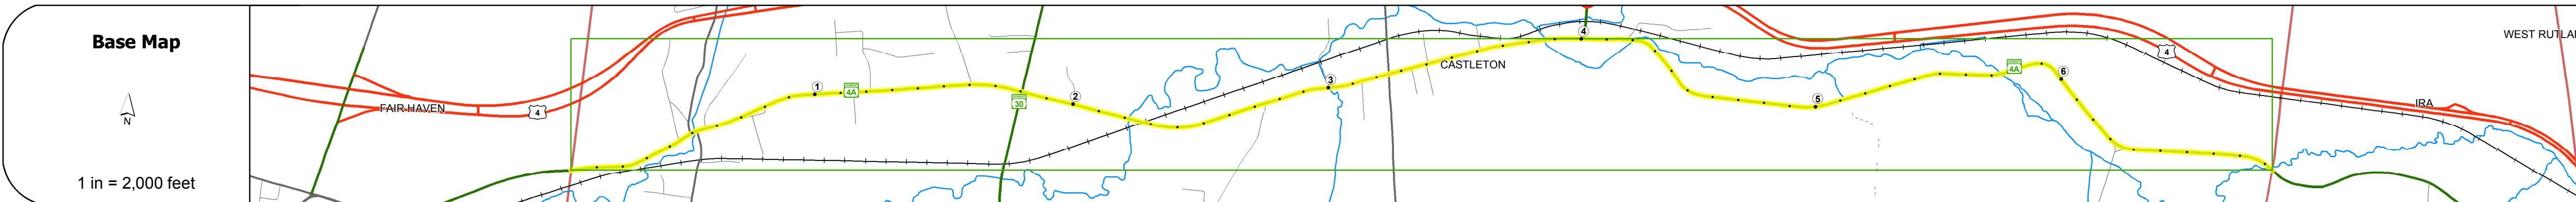 Base Map
N
1 in = 2,000 feet
FAIR HAVEN
4
1
4A
30
2
3
CASTLETON
4
5
4A
6
4
WEST RUTLA
IRA